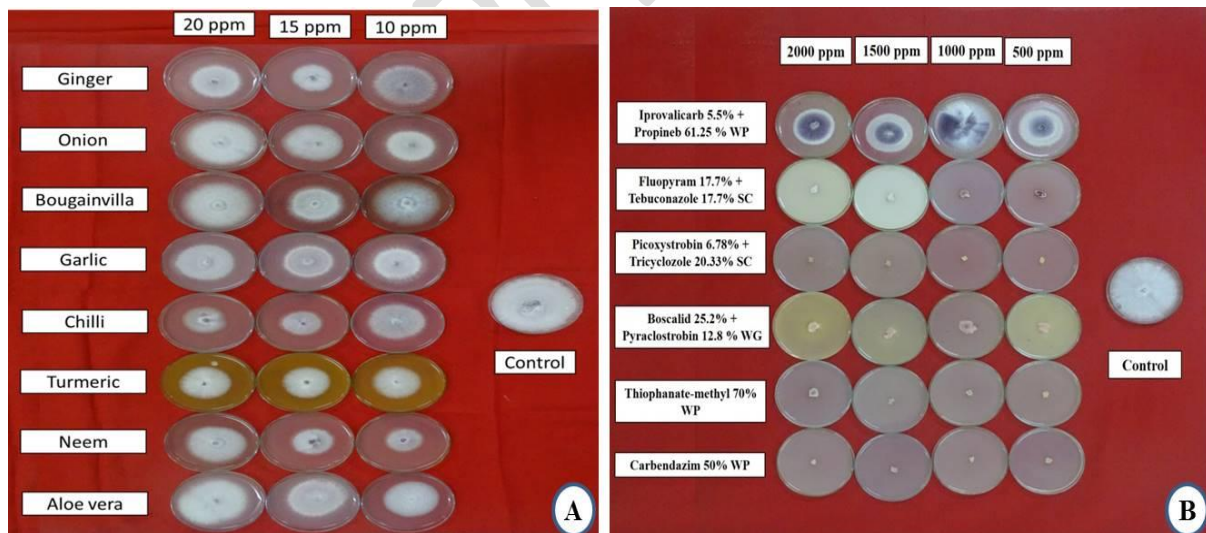 20 ppm 15 ppm 10 ppm
Ginger
Onion
Bougainvilla
Garlic
Chilli
Turmeric
Neem
Aloe vera
Control
A
2000 ppm 1500 ppm 1000 ppm 500 ppm
Iprovalicarb 5.5% +
Propineb 61.25 % WP
Fluopyram 17.7% +
Tebuconazole 17.7% SC
Picoxystrobin 6.78% +
Tricyclozole 20.33% SC
Boscalid 25.2% +
Pyraclostrobin 12.8 % WG
Thiophanate-methyl 70%
WP
Carbendazim 50% WP
Control
B